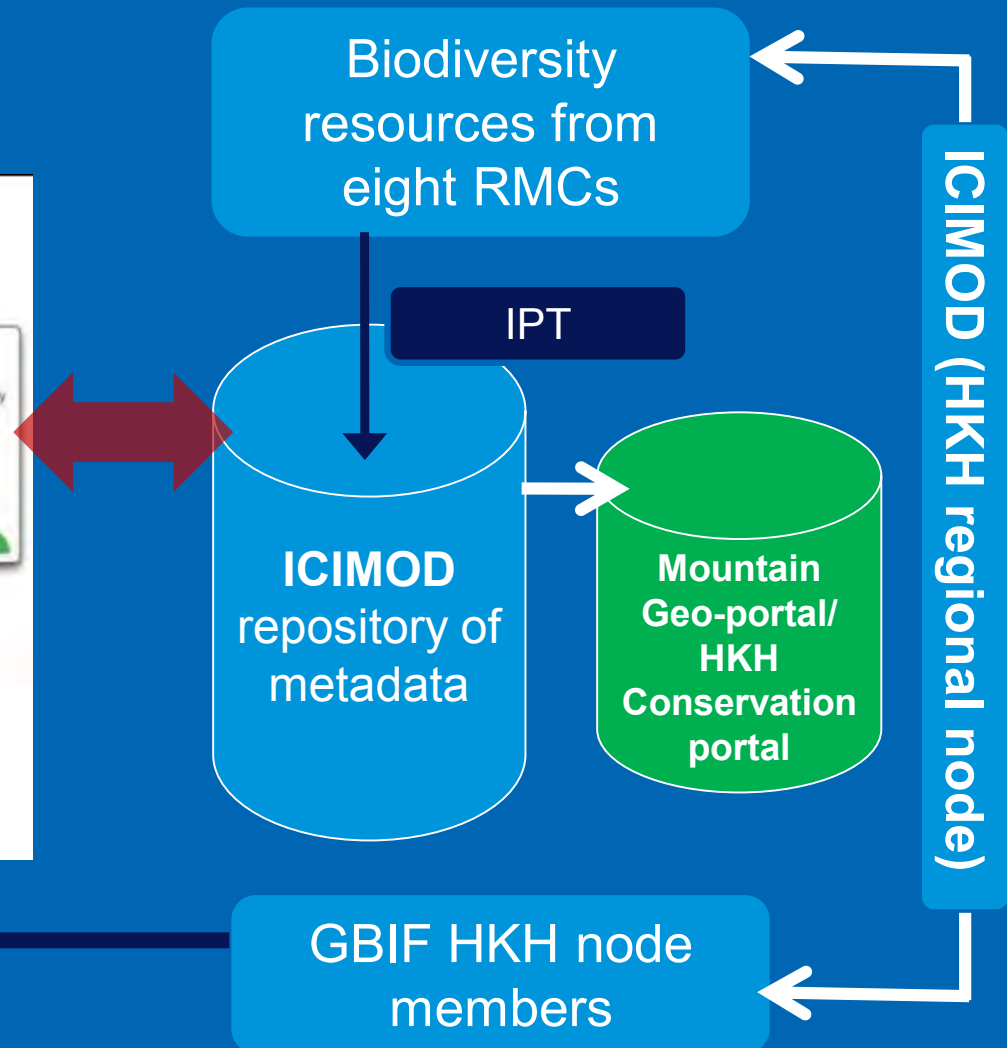 Biodiversity
resources from
eight RMCs
IPT
ICIMOD
repository of
metadata
Mountain
Geo-portal/
HKH
Conservation
portal
ICIMOD (HKH regional node)
GBIF HKH node
members